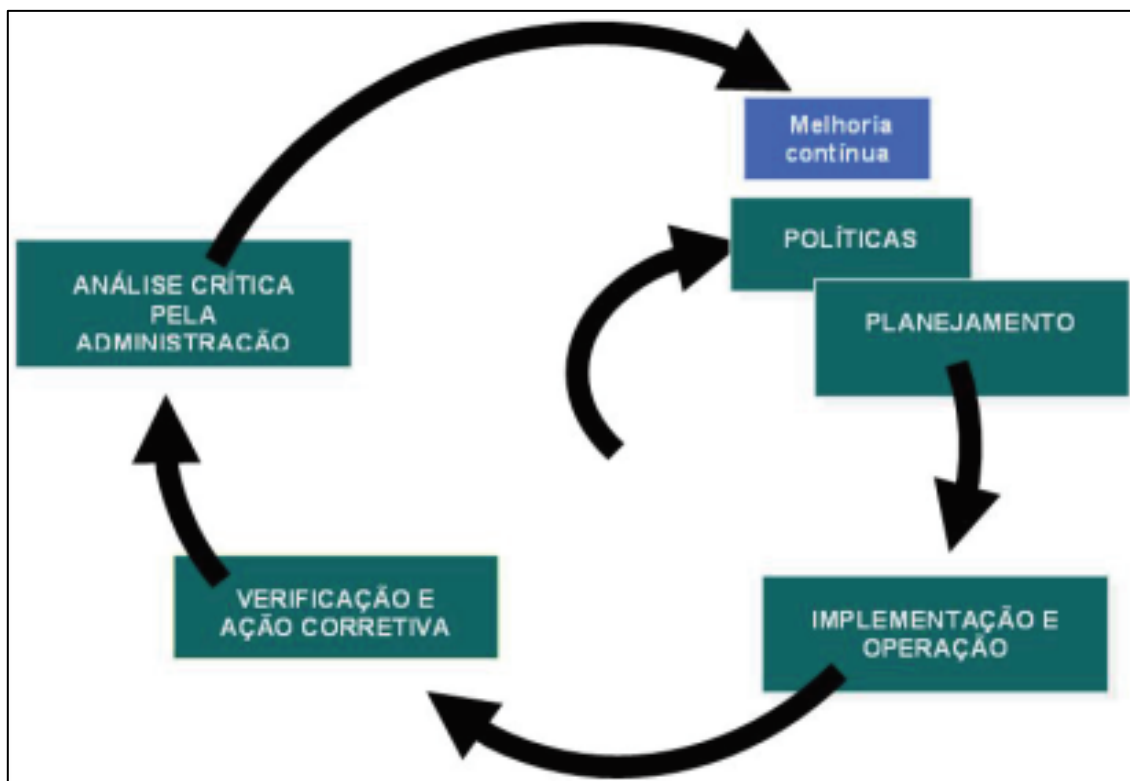 Melhoria
contínua
POLÍTICAS
PLANEJAMENTO
IMPLEMENTAÇÃO E
OPERAÇÃO
VERIFICAÇÃO E
AÇÃO CORRETIVA
ANÁLISE CRÍTICA
PELA
ADMINISTRAÇÃO